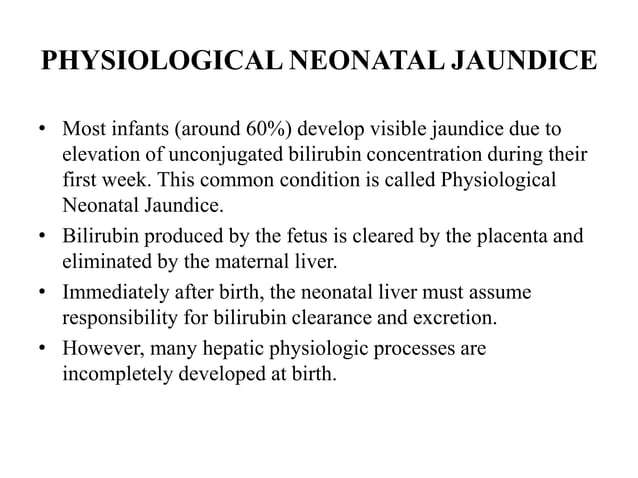 PHYSIOLOGICAL NEONATAL JAUNDICE
• Most infants (around 60%) develop visible jaundice due to
elevation of unconjugated bilirubin concentration during their
first week. This common condition is called Physiological
Neonatal Jaundice.
• Bilirubin produced by the fetus is cleared by the placenta and
eliminated by the maternal liver.
• Immediately after birth, the neonatal liver must assume
responsibility for bilirubin clearance and excretion.
• However, many hepatic physiologic processes are
incompletely developed at birth.